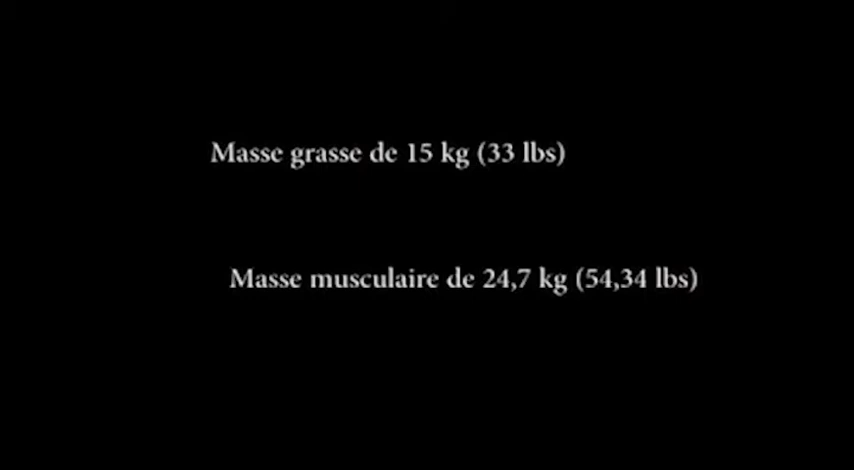 Masse grasse de 15 kg (33 lbs)
Masse musculaire de 24,7 kg (54,34 lbs)